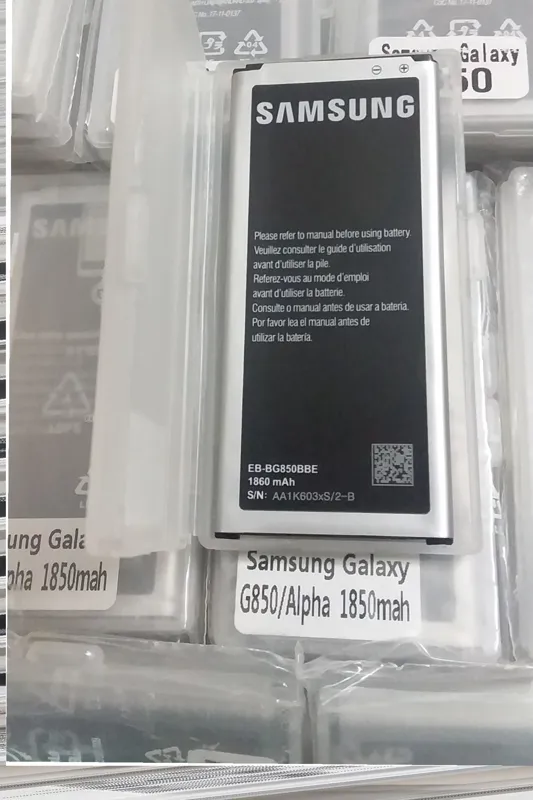 Samsung Galaxy
50
SAMSUNG
Please refer to manual before using battery.
Veuillez consulter le guide d'utilisation
avant d'utiliser la pile.
Referez-vous au mode d'emploi
avant d'utiliser la batterie.
Consulte o manual antes de usar a bateria.
Por favor lea el manual antes de
utilizar la batería.
EB-BG850BBE
1860 mAh
S/N: AA1K603xS/2-B
ung Gala
pha 1850mah
Samsung Galaxy
G850/Alpha 1850mah